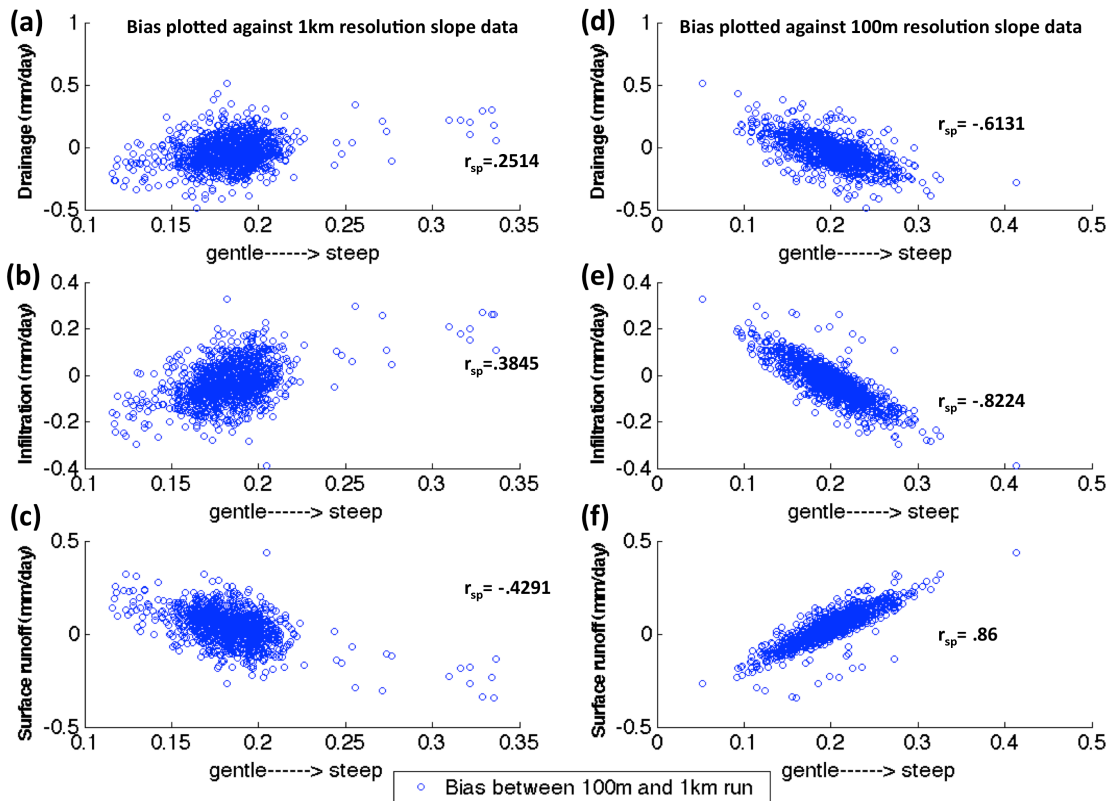 (a)
Bias plotted against 1km resolution slope data
Drainage (mm/day)
1
0.5
0
-0.5
r_sp=.2514
0.1 0.15 0.2 0.25 0.3 0.35
gentle------> steep
(d)
Bias plotted against 100m resolution slope data
Drainage (mm/day)
1
0.5
0
-0.5
r_sp= -.6131
0 0.1 0.2 0.3 0.4 0.5
gentle------> steep
(b)
Infiltration (mm/day)
0.4
0.2
0
-0.2
-0.4
r_sp=.3845
0.1 0.15 0.2 0.25 0.3 0.35
gentle------> steep
(e)
Infiltration (mm/day)
0.4
0.2
0
-0.2
-0.4
r_sp= -.8224
0 0.1 0.2 0.3 0.4 0.5
gentle------> steep
(c)
Surface runoff (mm/day)
0.5
0
-0.5
r_sp= -.4291
0.1 0.15 0.2 0.25 0.3 0.35
gentle------> steep
(f)
Surface runoff (mm/day)
0.5
0
-0.5
r_sp= .86
0 0.1 0.2 0.3 0.4 0.5
gentle------> steep
Bias between 100m and 1km run